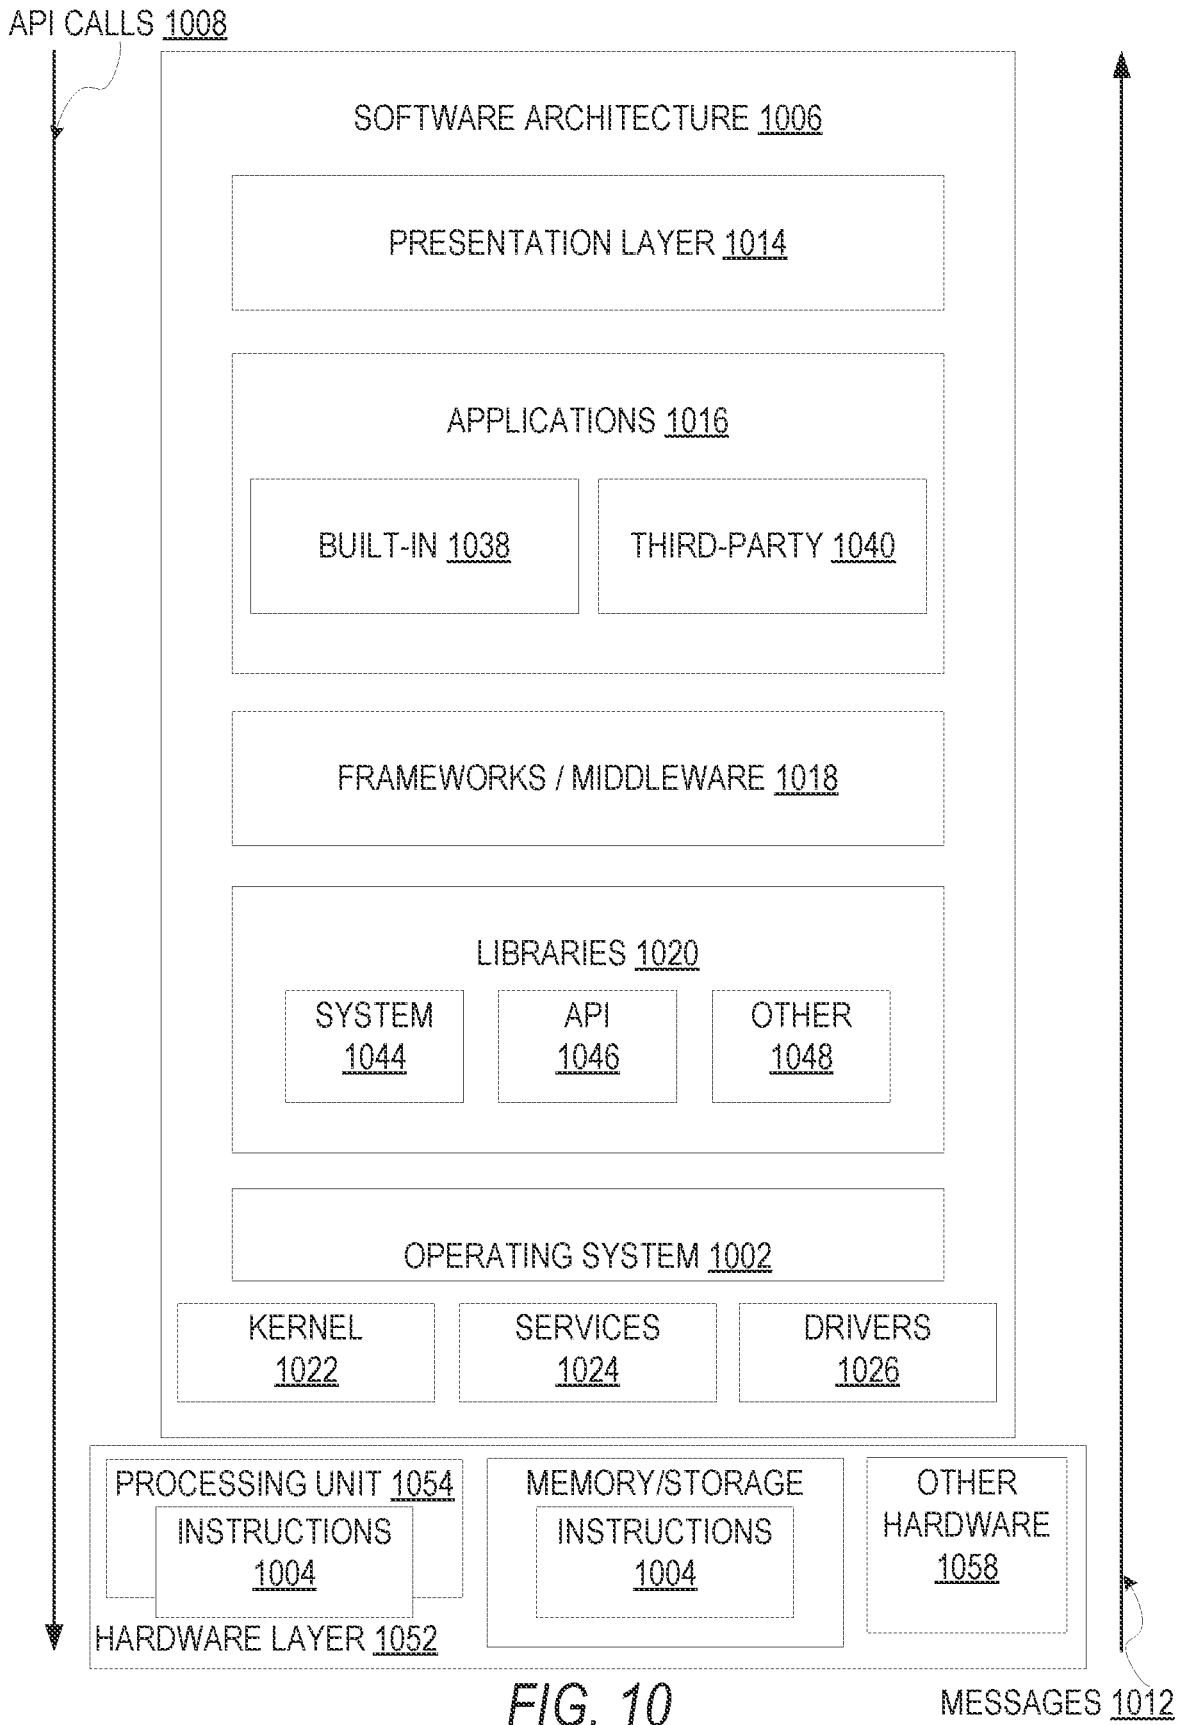 API CALLS 1008
SOFTWARE ARCHITECTURE 1006
PRESENTATION LAYER 1014
APPLICATIONS 1016
BUILT-IN 1038
THIRD-PARTY 1040
FRAMEWORKS / MIDDLEWARE 1018
LIBRARIES 1020
SYSTEM
1044
API
1046
OTHER
1048
OPERATING SYSTEM 1002
KERNEL
1022
SERVICES
1024
DRIVERS
1026
PROCESSING UNIT 1054
INSTRUCTIONS
1004
MEMORY/STORAGE
INSTRUCTIONS
1004
OTHER
HARDWARE
1058
HARDWARE LAYER 1052
FIG. 10
MESSAGES 1012